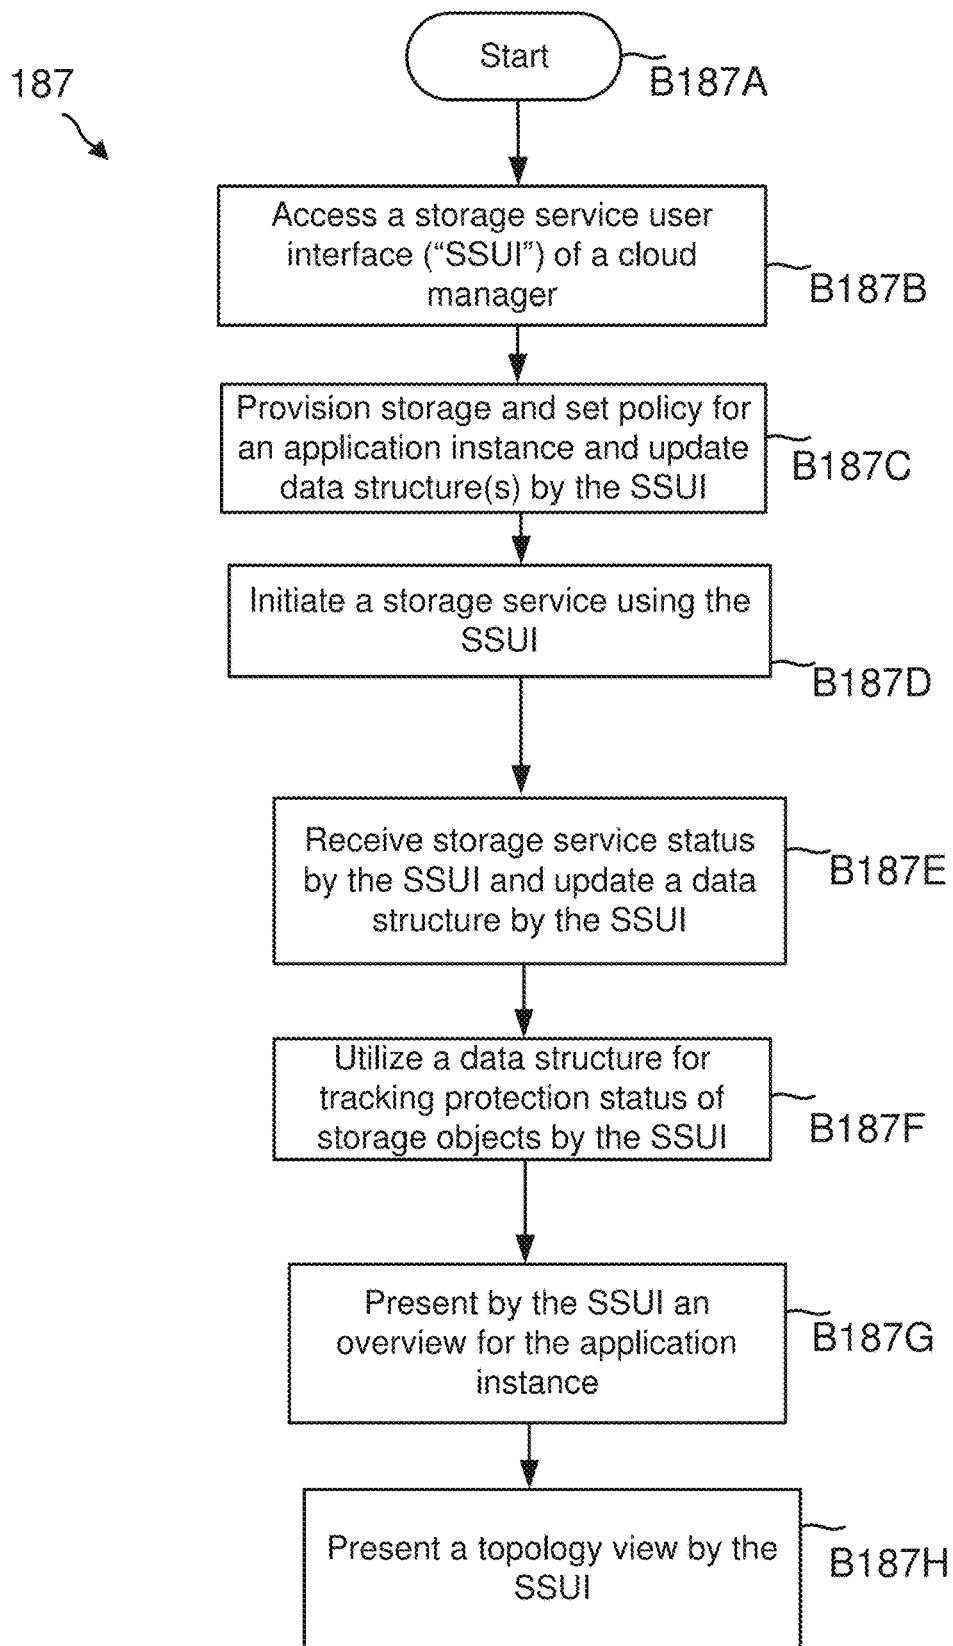 Start
B187A
187
Access a storage service user
interface (“SSUI”) of a cloud
manager
B187B
Provision storage and set policy for
an application instance and update
data structure(s) by the SSUI
B187C
Initiate a storage service using the
SSUI
B187D
Receive storage service status
by the SSUI and update a data
structure by the SSUI
B187E
Utilize a data structure for
tracking protection status of
storage objects by the SSUI
B187F
Present by the SSUI an
overview for the application
instance
B187G
Present a topology view by the
SSUI
B187H